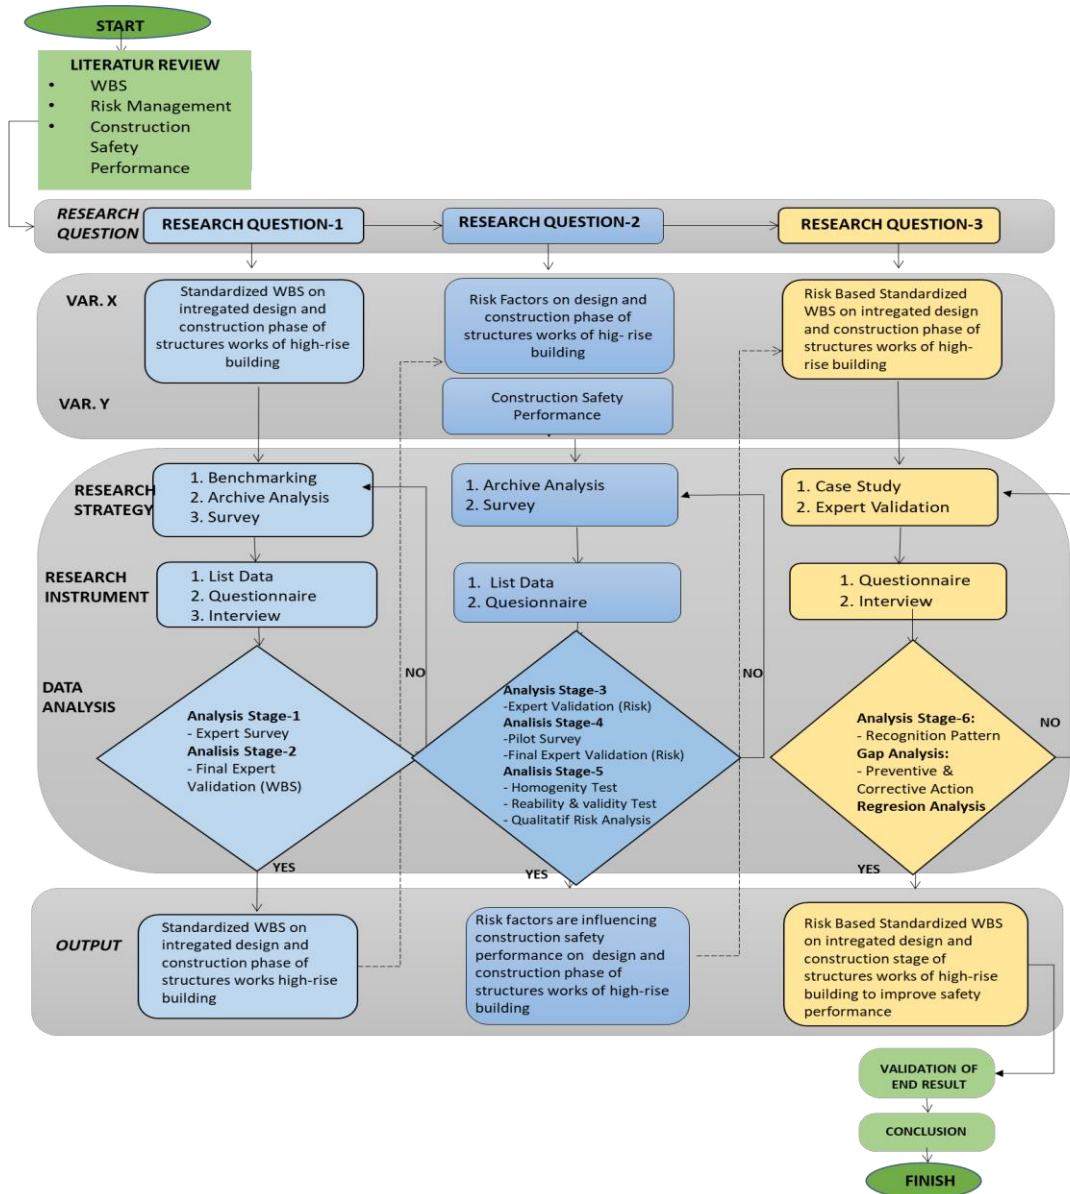 START
LITERATUR REVIEW
• WBS
• Risk Management
• Construction
Safety
Performance
RESEARCH
QUESTION
RESEARCH QUESTION-1
RESEARCH QUESTION-2
RESEARCH QUESTION-3
VAR. X
Standardized WBS on
intregated design and
construction phase of
structures works of high-rise
building
Risk Factors on design and
construction phase of
structures works of hig- rise
building
Risk Based Standardized
WBS on intregated design
and construction phase of
structures works of high-
rise building
VAR. Y
Construction Safety
Performance
RESEARCH
STRATEGY
1. Benchmarking
2. Archive Analysis
3. Survey
1. Archive Analysis
2. Survey
1. Case Study
2. Expert Validation
RESEARCH
INSTRUMENT
1. List Data
2. Questionnaire
3. Interview
1. List Data
2. Quesionnaire
1. Questionnaire
2. Interview
DATA
ANALYSIS
Analysis Stage-1
- Expert Survey
Analisis Stage-2
- Final Expert
Validation (WBS)
NO
YES
Analysis Stage-3
-Expert Validation (Risk)
Analisis Stage-4
-Pilot Survey
-Final Expert Validation (Risk)
Analisis Stage-5
- Homogenity Test
- Reability & validity Test
- Qualitatif Risk Analysis
NO
YES
Analysis Stage-6:
- Recognition Pattern
Gap Analysis:
- Preventive &
Corrective Action
Regresion Analysis
NO
YES
OUTPUT
Standardized WBS on
intregated design and
construction phase of
structures works high-rise
building
Risk factors are influencing
construction safety
performance on design and
construction phase of
structures works of high-rise
building
Risk Based Standardized WBS
on intregated design and
construction stage of
structures works of high-rise
building to improve safety
performance
VALIDATION OF
END RESULT
CONCLUSION
FINISH